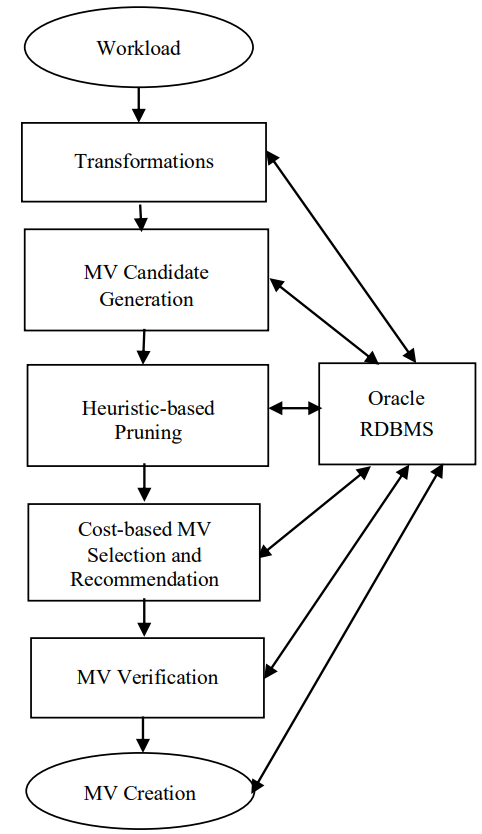 Workload
Transformations
MV Candidate
Generation
Heuristic-based
Pruning
Oracle
RDBMS
Cost-based MV
Selection and
Recommendation
MV Verification
MV Creation